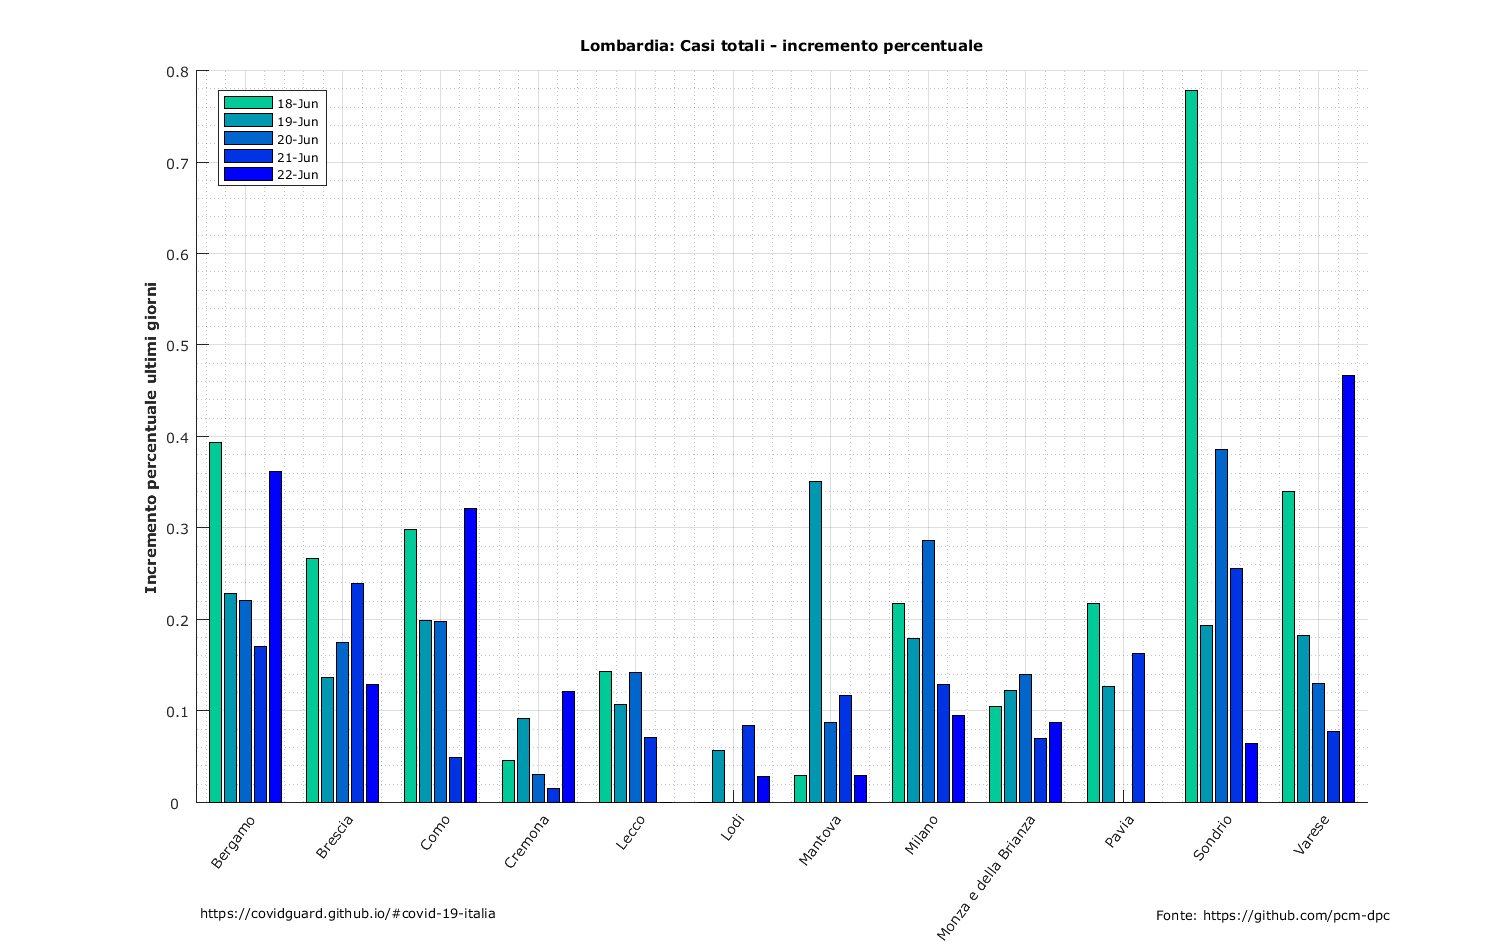 Lombardia: Casi totali - incremento percentuale
0.8
0.7
0.6
0.5
0.4
0.3
0.2
0.1
0
Incremento percentuale ultimi giorni
18-Jun
19-Jun
20-Jun
21-Jun
22-Jun
Bergamo
Brescia
Como
Cremona
Lecco
Lodi
Mantova
Milano
Monza e della Brianza
Pavia
Sondrio
Varese
https://covidguard.github.io/#covid-19-italia
Fonte: https://github.com/pcm-dpc